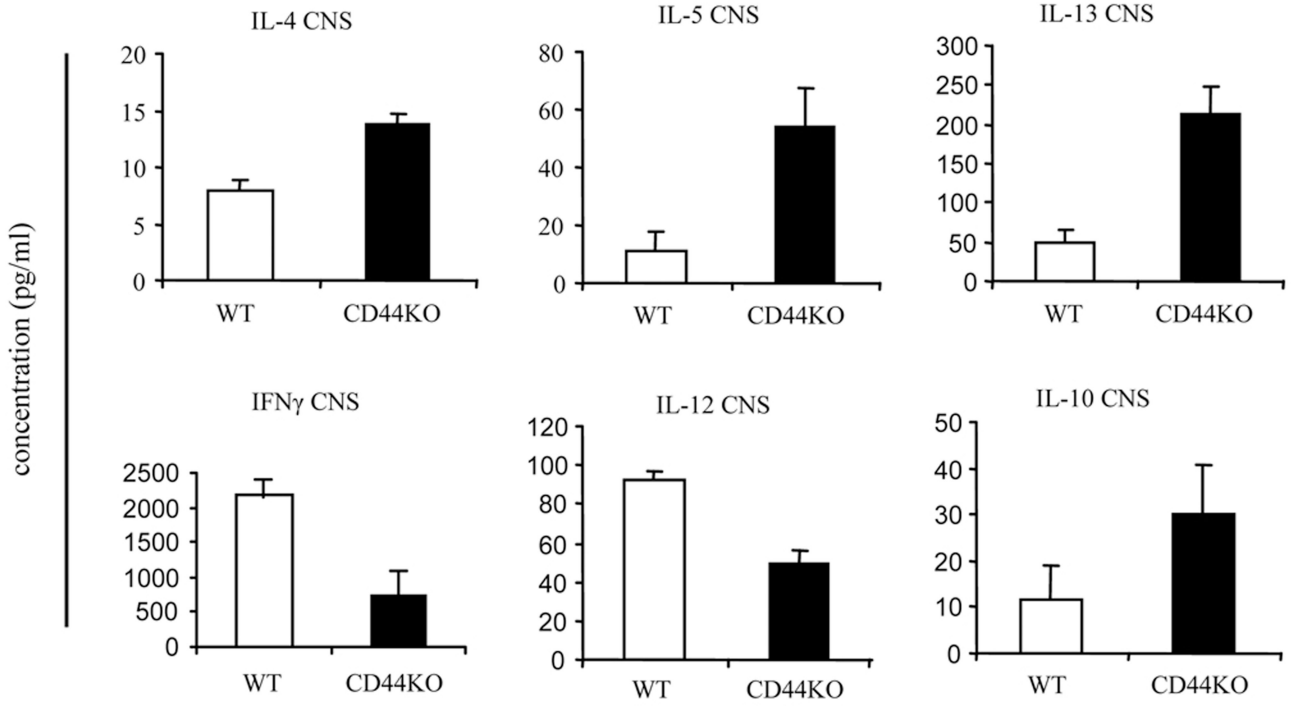 concentration (pg/ml)
IL-4 CNS
20
15
10
5
0
WT CD44KO
IL-5 CNS
80
60
40
20
0
WT CD44KO
IL-13 CNS
300
250
200
150
100
50
0
WT CD44KO
IFNγ CNS
2500
2000
1500
1000
500
0
WT CD44KO
IL-12 CNS
120
100
80
60
40
20
0
WT CD44KO
IL-10 CNS
50
40
30
20
10
0
WT CD44KO